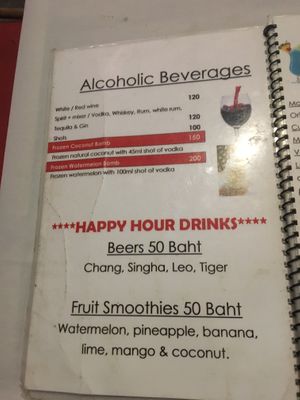 Alcoholic Beverages
White / Red wine 120
Spirit + mixer / Vodka, Whiskey, Rum, white rum, 120
Tequila & Gin
Shots 100
Frozen Coconut Bomb 150
Frozen natural coconut with 45ml shot of vodka
Frozen Watermelon Bomb 200
Frozen watermelon with 100ml shot of vodka
****HAPPY HOUR DRINKS****
Beers 50 Baht
Chang, Singha, Leo, Tiger
Fruit Smoothies 50 Baht
Watermelon, pineapple, banana,
lime, mango & coconut.